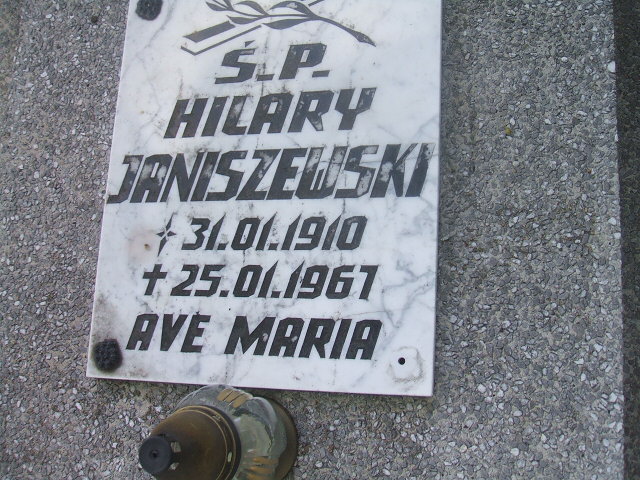 Ś.P.
HILARY
JANISZEWSKI
31.01.1910
25.01.1967
AVE MARIA